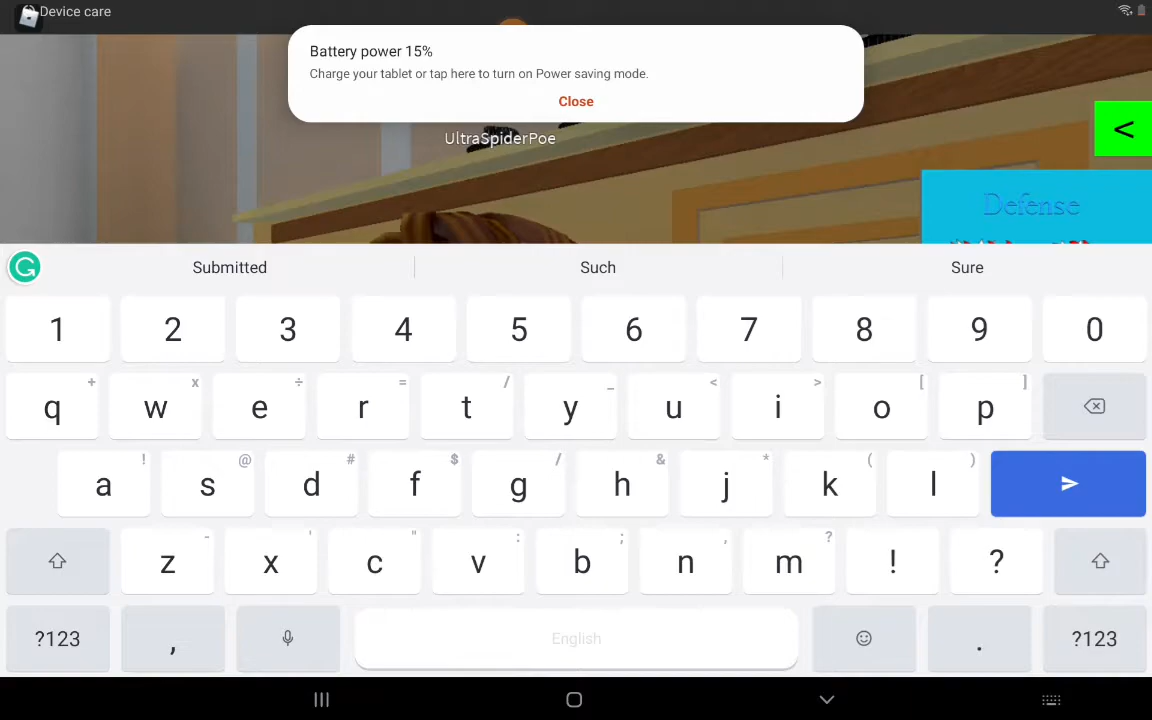 Device care
Battery power 15%
Charge your tablet or tap here to turn on Power saving mode.
Close
UltraSpiderPoe
<
Defense
Submitted Such Sure
1 2 3 4 5 6 7 8 9 0
+ x ÷ = / _ < > [ ]
q w e r t y u i o p
! @ # $ / & * ( )
a s d f g h j k l
- ' " : ; , ?
z x c v b n m ! ?
?123 , English . ?123